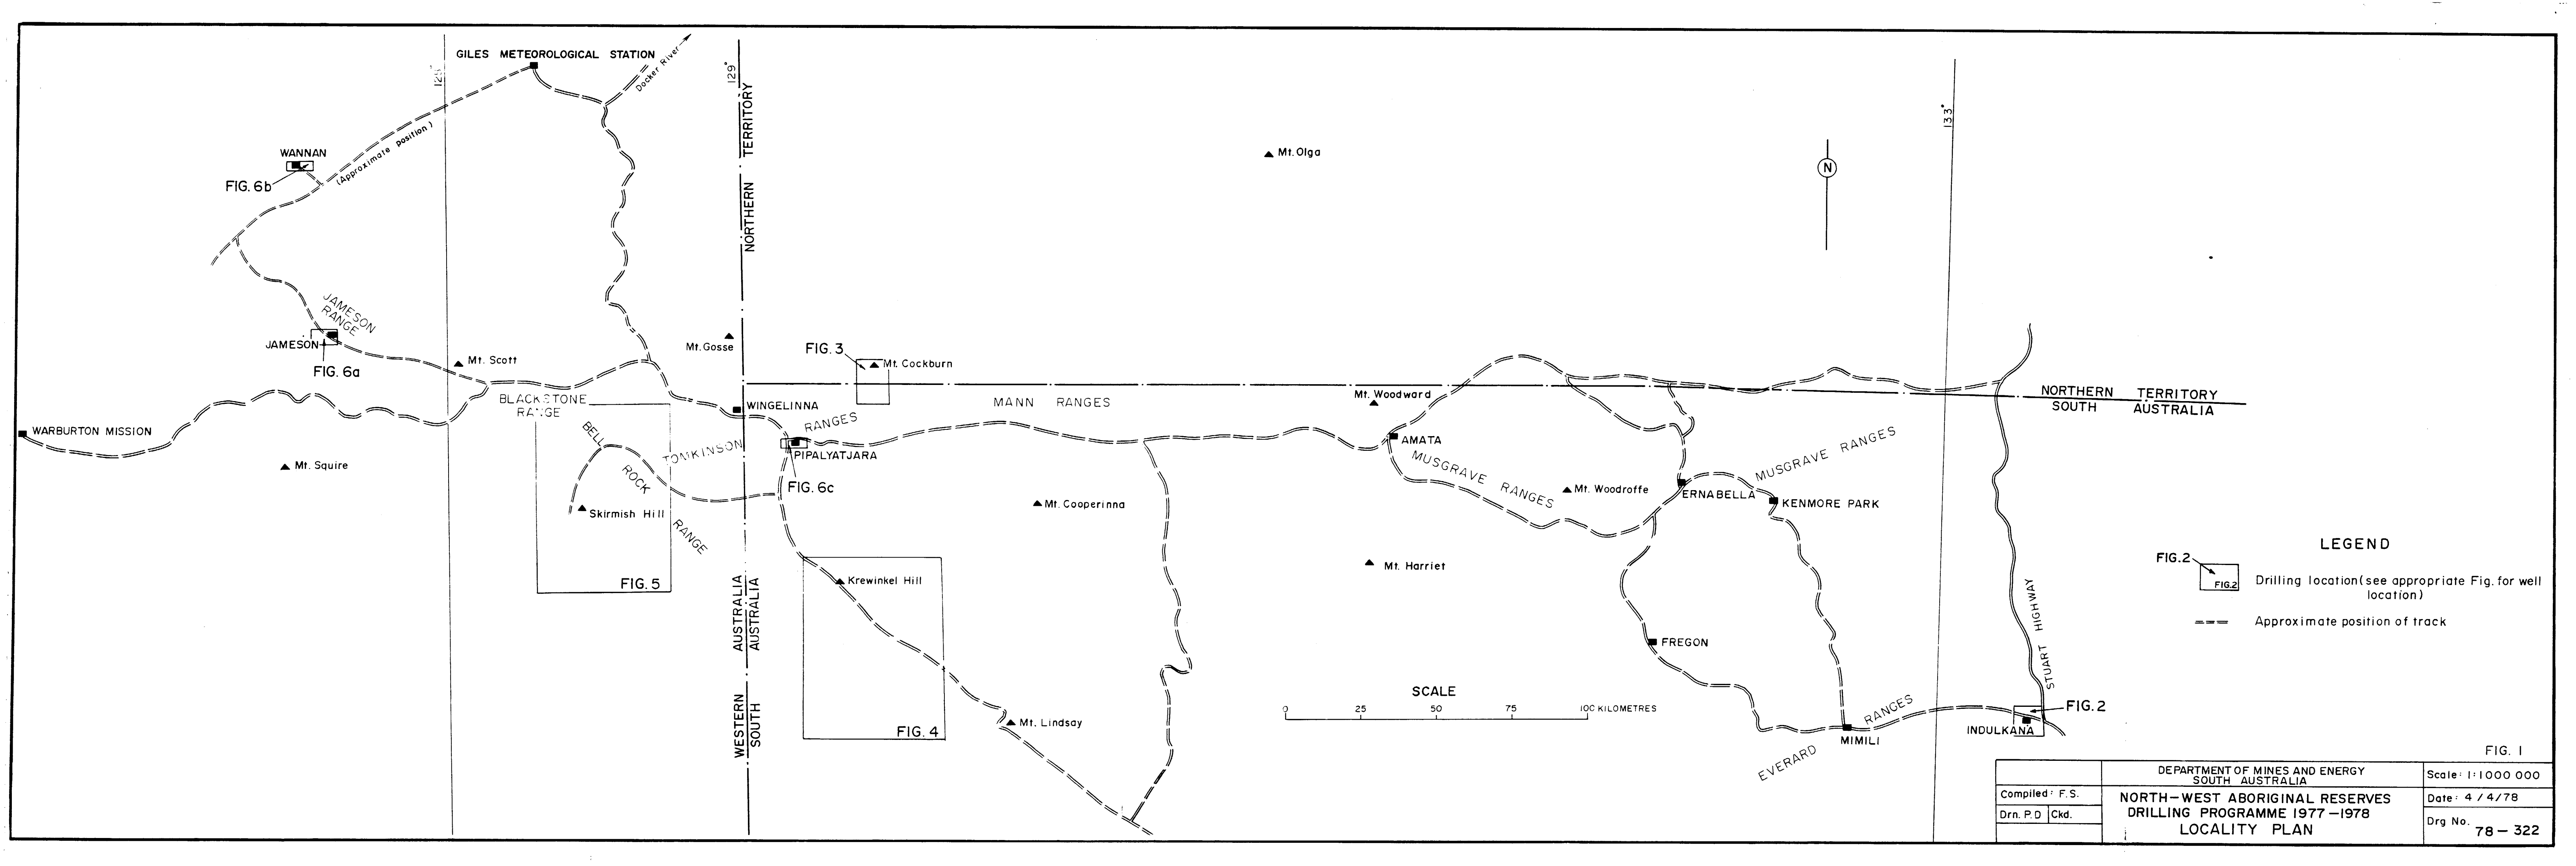 GILES METEOROLOGICAL STATION
Docker River
129°
NORTHERN TERRITORY
133°
(Approximate position)
WANNAN
FIG. 6b
Mt. Olga
N
JAMESON
RANGE
JAMESON
FIG. 6a
Mt. Scott
Mt. Gosse
FIG. 3
Mt. Cockburn
BLACKSTONE
RANGE
WINGELINNA
MANN RANGES
Mt. Woodward
NORTHERN TERRITORY
SOUTH AUSTRALIA
WARBURTON MISSION
Mt. Squire
BELL
ROCK
RANGE
TOMKINSON
RANGES
PIPALYATJARA
FIG. 6c
AMATA
MUSGRAVE RANGES
Mt. Woodroffe
ERNABELLA
MUSGRAVE RANGES
KENMORE PARK
Skirmish Hill
Mt. Cooperinna
FIG. 5
Krewinkel Hill
Mt. Harriet
WESTERN AUSTRALIA
SOUTH AUSTRALIA
FREGON
STUART HIGHWAY
LEGEND
FIG.2
FIG.2
Drilling location (see appropriate Fig. for well
location)
Approximate position of track
FIG. 4
Mt. Lindsay
SCALE
0 25 50 75 100 KILOMETRES
EVERARD
RANGES
MIMILI
INDULKANA
FIG. 2
FIG. 1
DEPARTMENT OF MINES AND ENERGY
SOUTH AUSTRALIA
Scale: 1:1000 000
Compiled: F.S.
Drn. P.D Ckd.
NORTH-WEST ABORIGINAL RESERVES
DRILLING PROGRAMME 1977-1978
LOCALITY PLAN
Date: 4/4/78
Drg No. 78-322